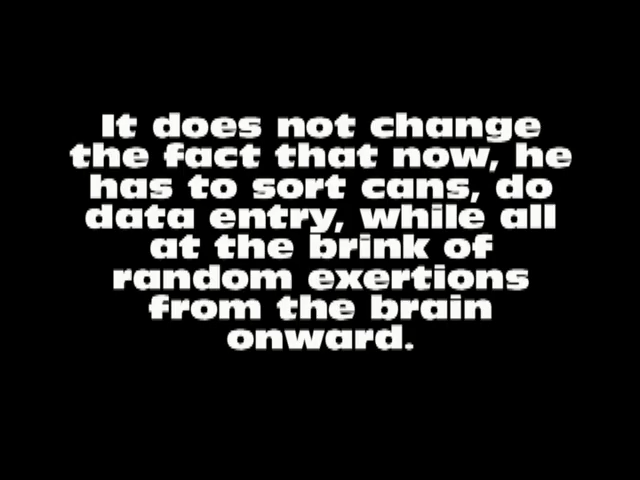 It does not change
the fact that now, he
has to sort cans, do
data entry, while all
at the brink of
random exertions
from the brain
onward.